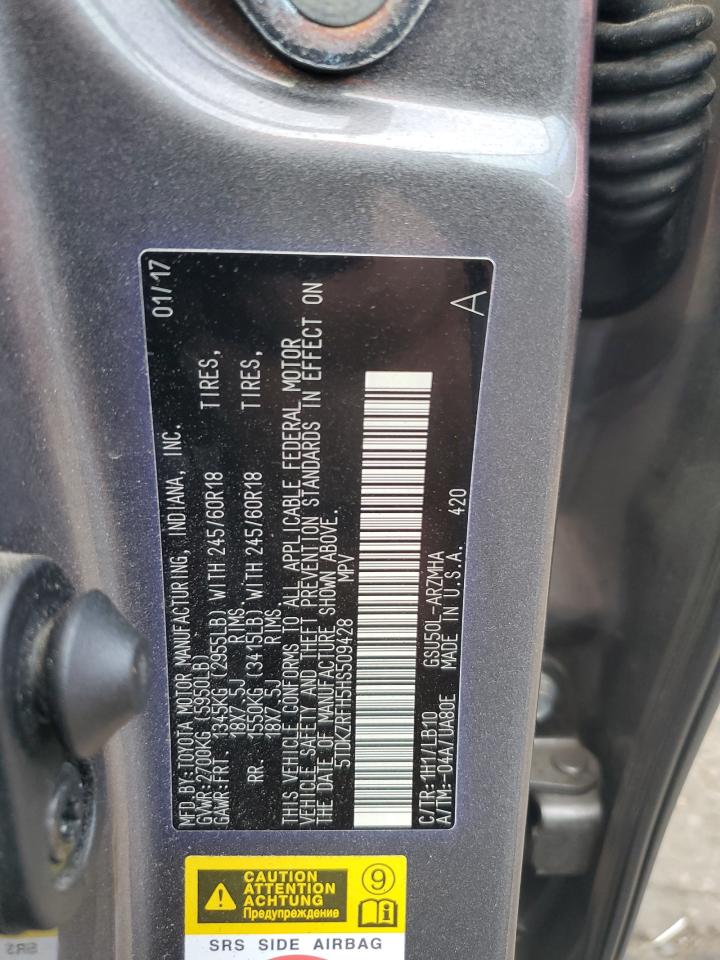 MFD.BY:TOYOTA MOTOR MANUFACTURING, INDIANA, INC. 01/17
GVWR:2700KG (5950LB)
GAWR:FRT. 1345KG (2955LB) WITH 245/60R18 TIRES,
18X7.5J RIMS.
RR. 1550KG (3415LB) WITH 245/60R18 TIRES,
18X7.5J RIMS.
THIS VEHICLE CONFORMS TO ALL APPLICABLE FEDERAL MOTOR
VEHICLE SAFETY AND THEFT PREVENTION STANDARDS IN EFFECT ON
THE DATE OF MANUFACTURE SHOWN ABOVE.
5TDKZRFH5HS509428 MPV
C/TR:1H1/LB10 GSU50L-ARZMHA A
A/TM:-04A/UA80E MADE IN U.S.A. 420
CAUTION
ATTENTION
ACHTUNG
Предупреждение
9
SRS SIDE AIRBAG